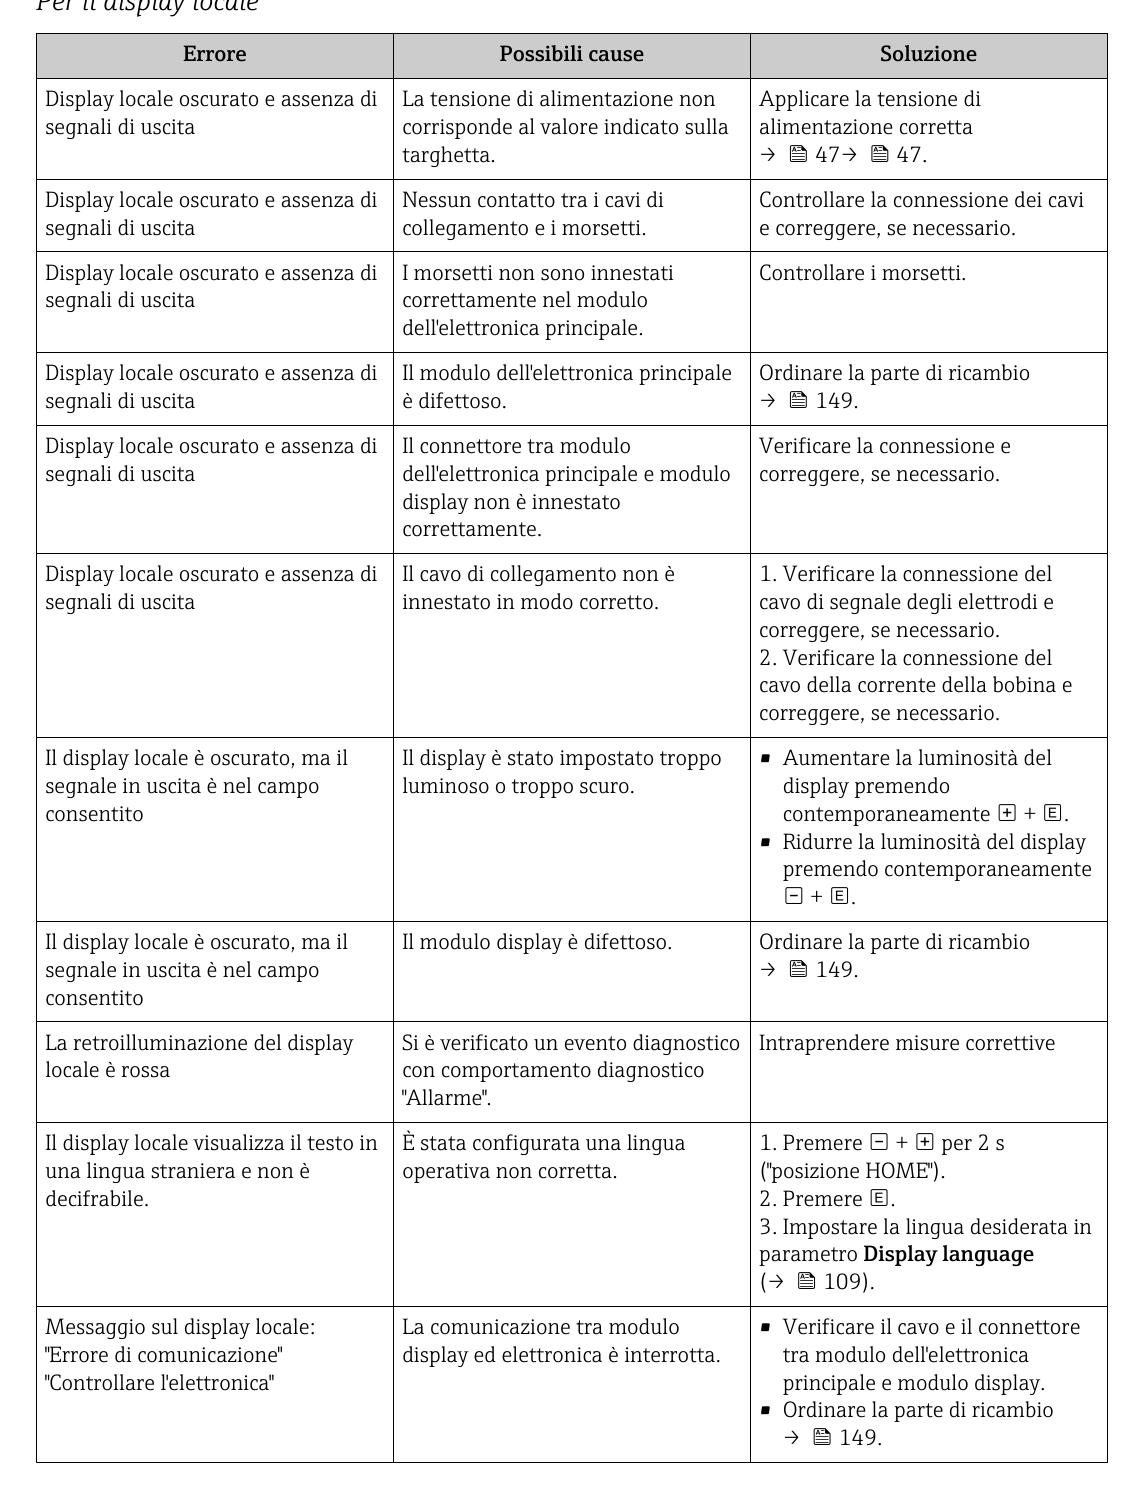 Per il display locale
Errore
Possibili cause
Soluzione
Display locale oscurato e assenza di
segnali di uscita
La tensione di alimentazione non
corrisponde al valore indicato sulla
targhetta.
Applicare la tensione di
alimentazione corretta
→ 47→ 47.
Display locale oscurato e assenza di
segnali di uscita
Nessun contatto tra i cavi di
collegamento e i morsetti.
Controllare la connessione dei cavi
e correggere, se necessario.
Display locale oscurato e assenza di
segnali di uscita
I morsetti non sono innestati
correttamente nel modulo
dell'elettronica principale.
Controllare i morsetti.
Display locale oscurato e assenza di
segnali di uscita
Il modulo dell'elettronica principale
è difettoso.
Ordinare la parte di ricambio
→ 149.
Display locale oscurato e assenza di
segnali di uscita
Il connettore tra modulo
dell'elettronica principale e modulo
display non è innestato
correttamente.
Verificare la connessione e
correggere, se necessario.
Display locale oscurato e assenza di
segnali di uscita
Il cavo di collegamento non è
innestato in modo corretto.
1. Verificare la connessione del
cavo di segnale degli elettrodi e
correggere, se necessario.
2. Verificare la connessione del
cavo della corrente della bobina e
correggere, se necessario.
Il display locale è oscurato, ma il
segnale in uscita è nel campo
consentito
Il display è stato impostato troppo
luminoso o troppo scuro.
▪ Aumentare la luminosità del
display premendo
contemporaneamente ⊞ + E.
▪ Ridurre la luminosità del display
premendo contemporaneamente
⊟ + E.
Il display locale è oscurato, ma il
segnale in uscita è nel campo
consentito
Il modulo display è difettoso.
Ordinare la parte di ricambio
→ 149.
La retroilluminazione del display
locale è rossa
Si è verificato un evento diagnostico
con comportamento diagnostico
"Allarme".
Intraprendere misure correttive
Il display locale visualizza il testo in
una lingua straniera e non è
decifrabile.
È stata configurata una lingua
operativa non corretta.
1. Premere ⊟ + ⊞ per 2 s
("posizione HOME").
2. Premere E.
3. Impostare la lingua desiderata in
parametro Display language
(→ 109).
Messaggio sul display locale:
"Errore di comunicazione"
"Controllare l'elettronica"
La comunicazione tra modulo
display ed elettronica è interrotta.
▪ Verificare il cavo e il connettore
tra modulo dell'elettronica
principale e modulo display.
▪ Ordinare la parte di ricambio
→ 149.